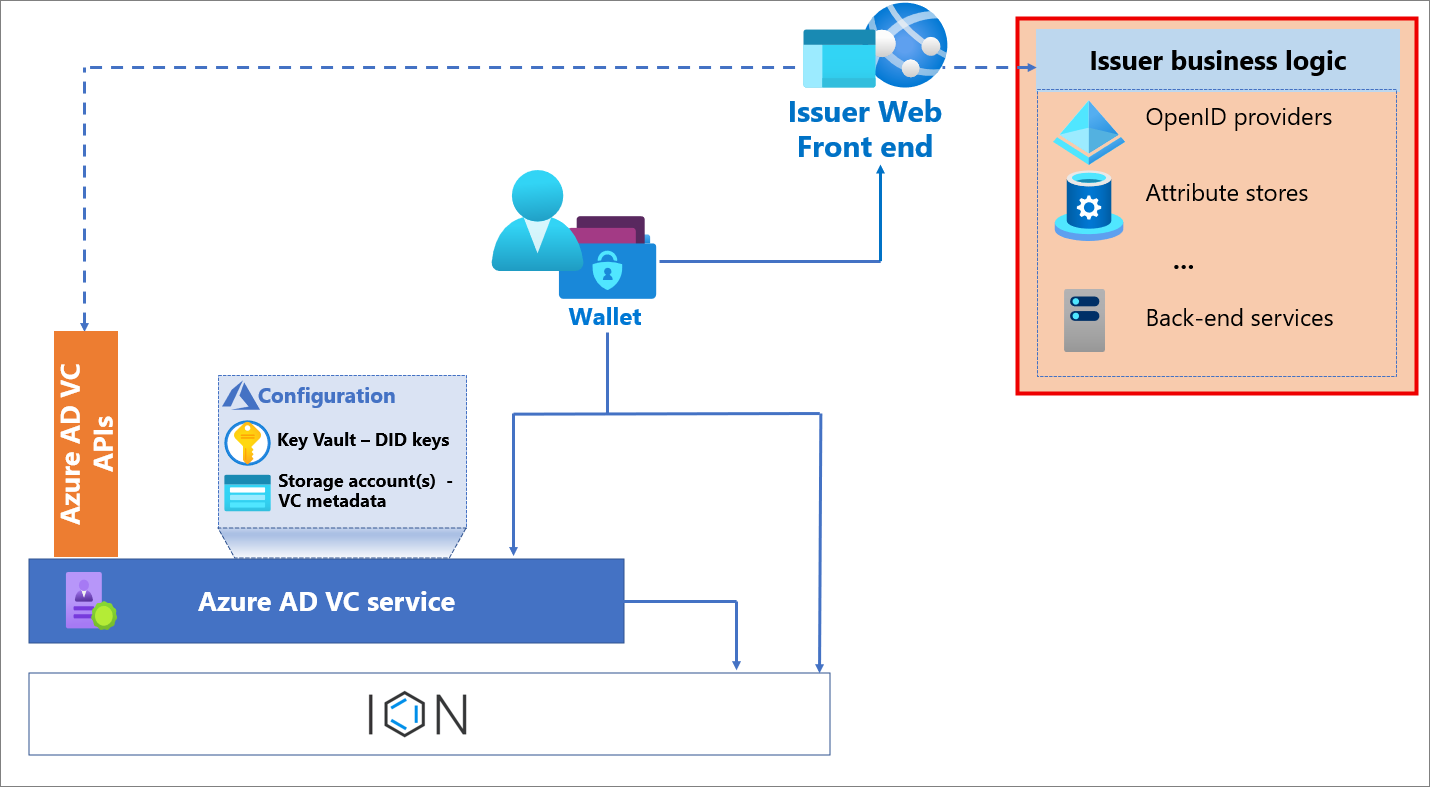 Issuer business logic
OpenID providers
Attribute stores
...
Back-end services
Issuer Web
Front end
Wallet
Azure AD VC
APIs
Configuration
Key Vault – DID keys
Storage account(s) -
VC metadata
Azure AD VC service
ION